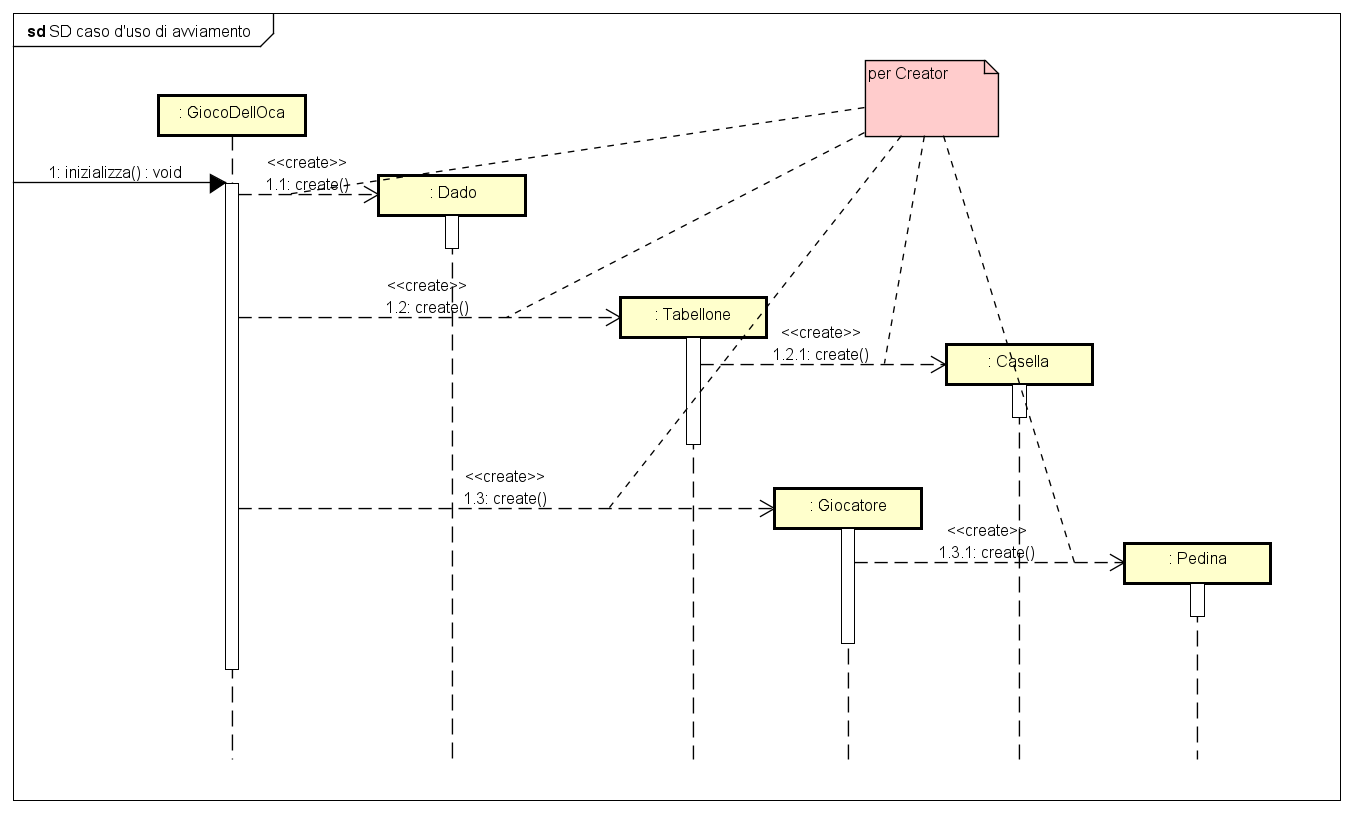 sd SD caso d'uso di avviamento
per Creator
: GiocoDellOca
1: inizializza() : void
<<create>>
1.1: create()
: Dado
<<create>>
1.2: create()
: Tabellone
<<create>>
1.2.1: create()
: Casella
<<create>>
1.3: create()
: Giocatore
<<create>>
1.3.1: create()
: Pedina